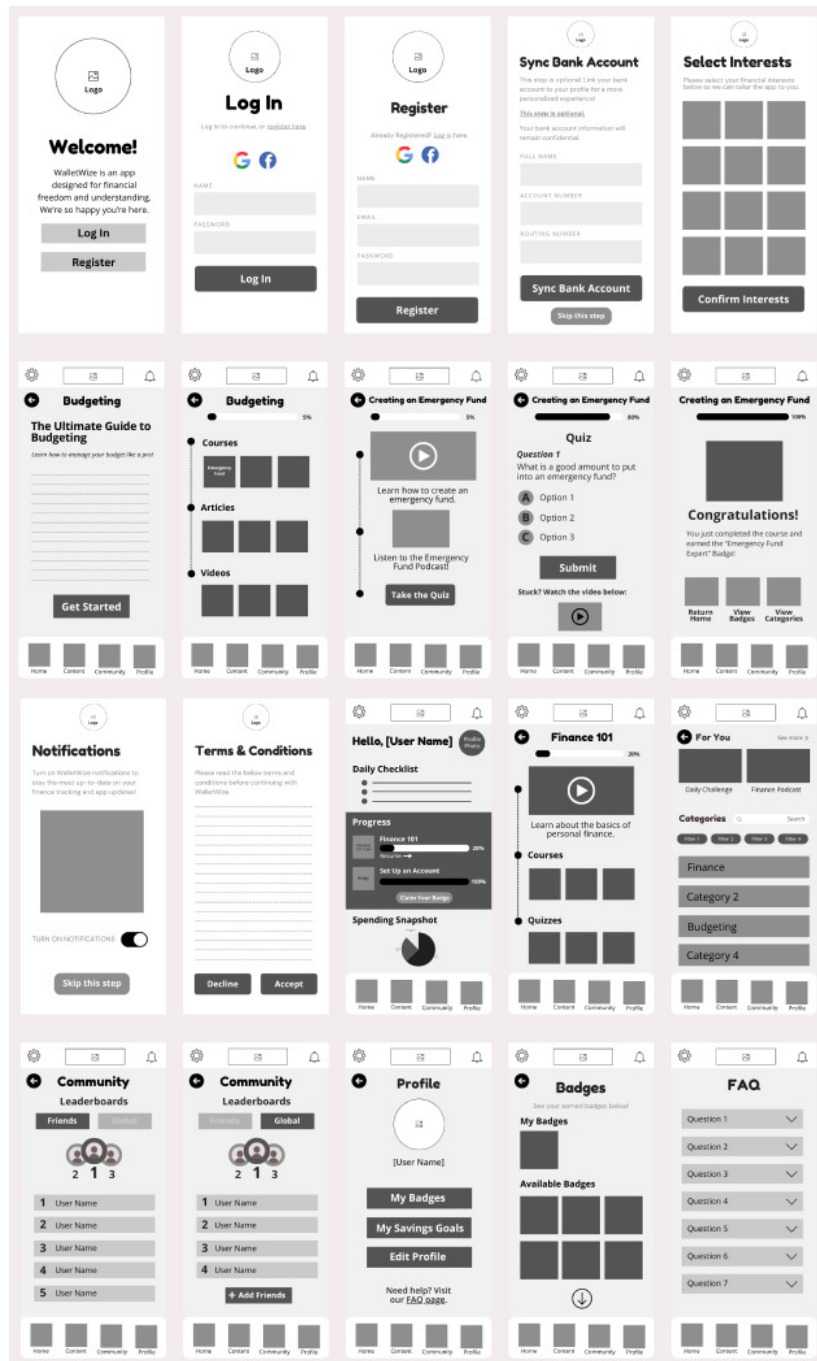 Logo
Welcome!
WalletWize is an app
designed for financial
freedom and understanding.
We're so happy you're here.
Log In
Register
Logo
Log In
Log in to continue, or register here.
NAME
PASSWORD
Log In
Logo
Register
Already Registered? Log in here.
NAME
EMAIL
PASSWORD
Register
Logo
Sync Bank Account
This step is optional. Link your bank
account to your profile for a more
personalized experience!
This step is optional.
Your bank account information will
remain confidential.
FULL NAME
ACCOUNT NUMBER
ROUTING NUMBER
Sync Bank Account
Skip this step
Logo
Select Interests
Please select your financial interests
below so we can tailor the app to you.
Confirm Interests
Budgeting
The Ultimate Guide to
Budgeting
Learn how to manage your budget like a pro!
Get Started
Home Content Community Profile
Budgeting
5%
Courses
Emergency
Fund
Articles
Videos
Home Content Community Profile
Creating an Emergency Fund
5%
Learn how to create an
emergency fund.
Listen to the Emergency
Fund Podcast!
Take the Quiz
Home Content Community Profile
Creating an Emergency Fund
80%
Quiz
Question 1
What is a good amount to put
into an emergency fund?
A Option 1
B Option 2
C Option 3
Submit
Stuck? Watch the video below:
Home Content Community Profile
Creating an Emergency Fund
100%
Congratulations!
You just completed the course and
earned the "Emergency Fund
Expert" Badge!
Return
Home
View
Badges
View
Categories
Home Content Community Profile
Logo
Notifications
Turn on WalletWize notifications to
stay the most up-to-date on your
finance tracking and app updates!
TURN ON NOTIFICATIONS
Skip this step
Logo
Terms & Conditions
Please read the below terms and
conditions before continuing with
WalletWize.
Decline Accept
Hello, [User Name]
Profile
Photo
Daily Checklist
Progress
Finance 101
20%
Resume
Set Up an Account
Badge
100%
Claim Your Badge
Spending Snapshot
Home Content Community Profile
Finance 101
20%
Learn about the basics of
personal finance.
Courses
Quizzes
Home Content Community Profile
For You
See more
Daily Challenge Finance Podcast
Categories
Search
Filter 1 Filter 2 Filter 3 Filter 4
Finance
Category 2
Budgeting
Category 4
Home Content Community Profile
Community
Leaderboards
Friends Global
2 1 3
1 User Name
2 User Name
3 User Name
4 User Name
5 User Name
Home Content Community Profile
Community
Leaderboards
Friends Global
2 1 3
1 User Name
2 User Name
3 User Name
4 User Name
+ Add Friends
Home Content Community Profile
Profile
[User Name]
My Badges
My Savings Goals
Edit Profile
Need help? Visit
our FAQ page.
Home Content Community Profile
Badges
See your earned badges below!
My Badges
Available Badges
Home Content Community Profile
FAQ
Question 1
Question 2
Question 3
Question 4
Question 5
Question 6
Question 7
Home Content Community Profile